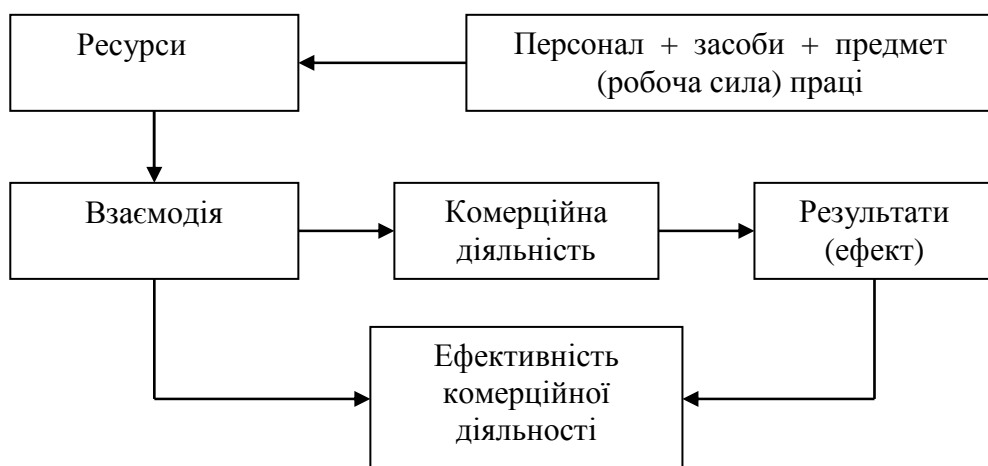 Ресурси
Персонал + засоби + предмет
(робоча сила) праці
Взаємодія
Комерційна
діяльність
Результати
(ефект)
Ефективність
комерційної
діяльності